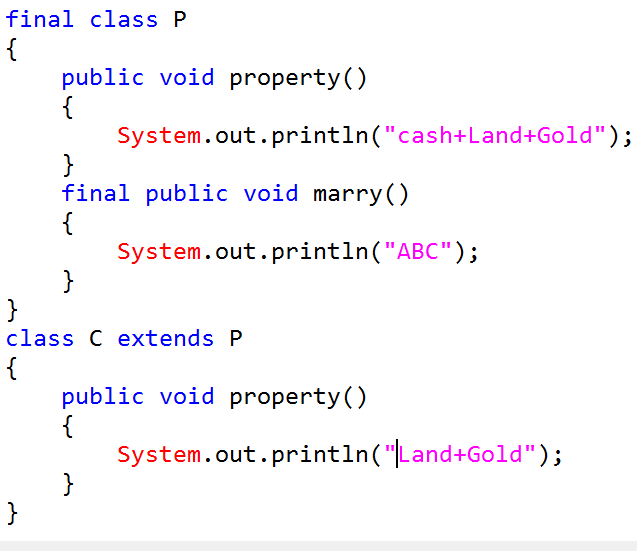 final class P
{
    public void property()
    {
        System.out.println("cash+Land+Gold");
    }
    final public void marry()
    {
        System.out.println("ABC");
    }
}
class C extends P
{
    public void property()
    {
        System.out.println("Land+Gold");
    }
}